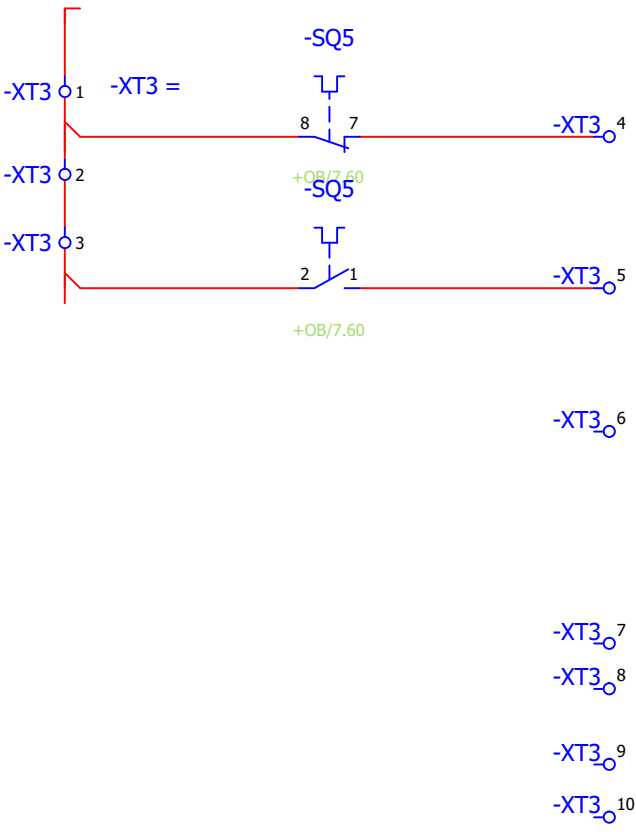 -SQ5
-XT3 1 -XT3 =
8 7 -XT3 4
-XT3 2
+OB/7.60
-SQ5
-XT3 3
2 1 -XT3 5
+OB/7.60
-XT3 6
-XT3 7
-XT3 8
-XT3 9
-XT3 10